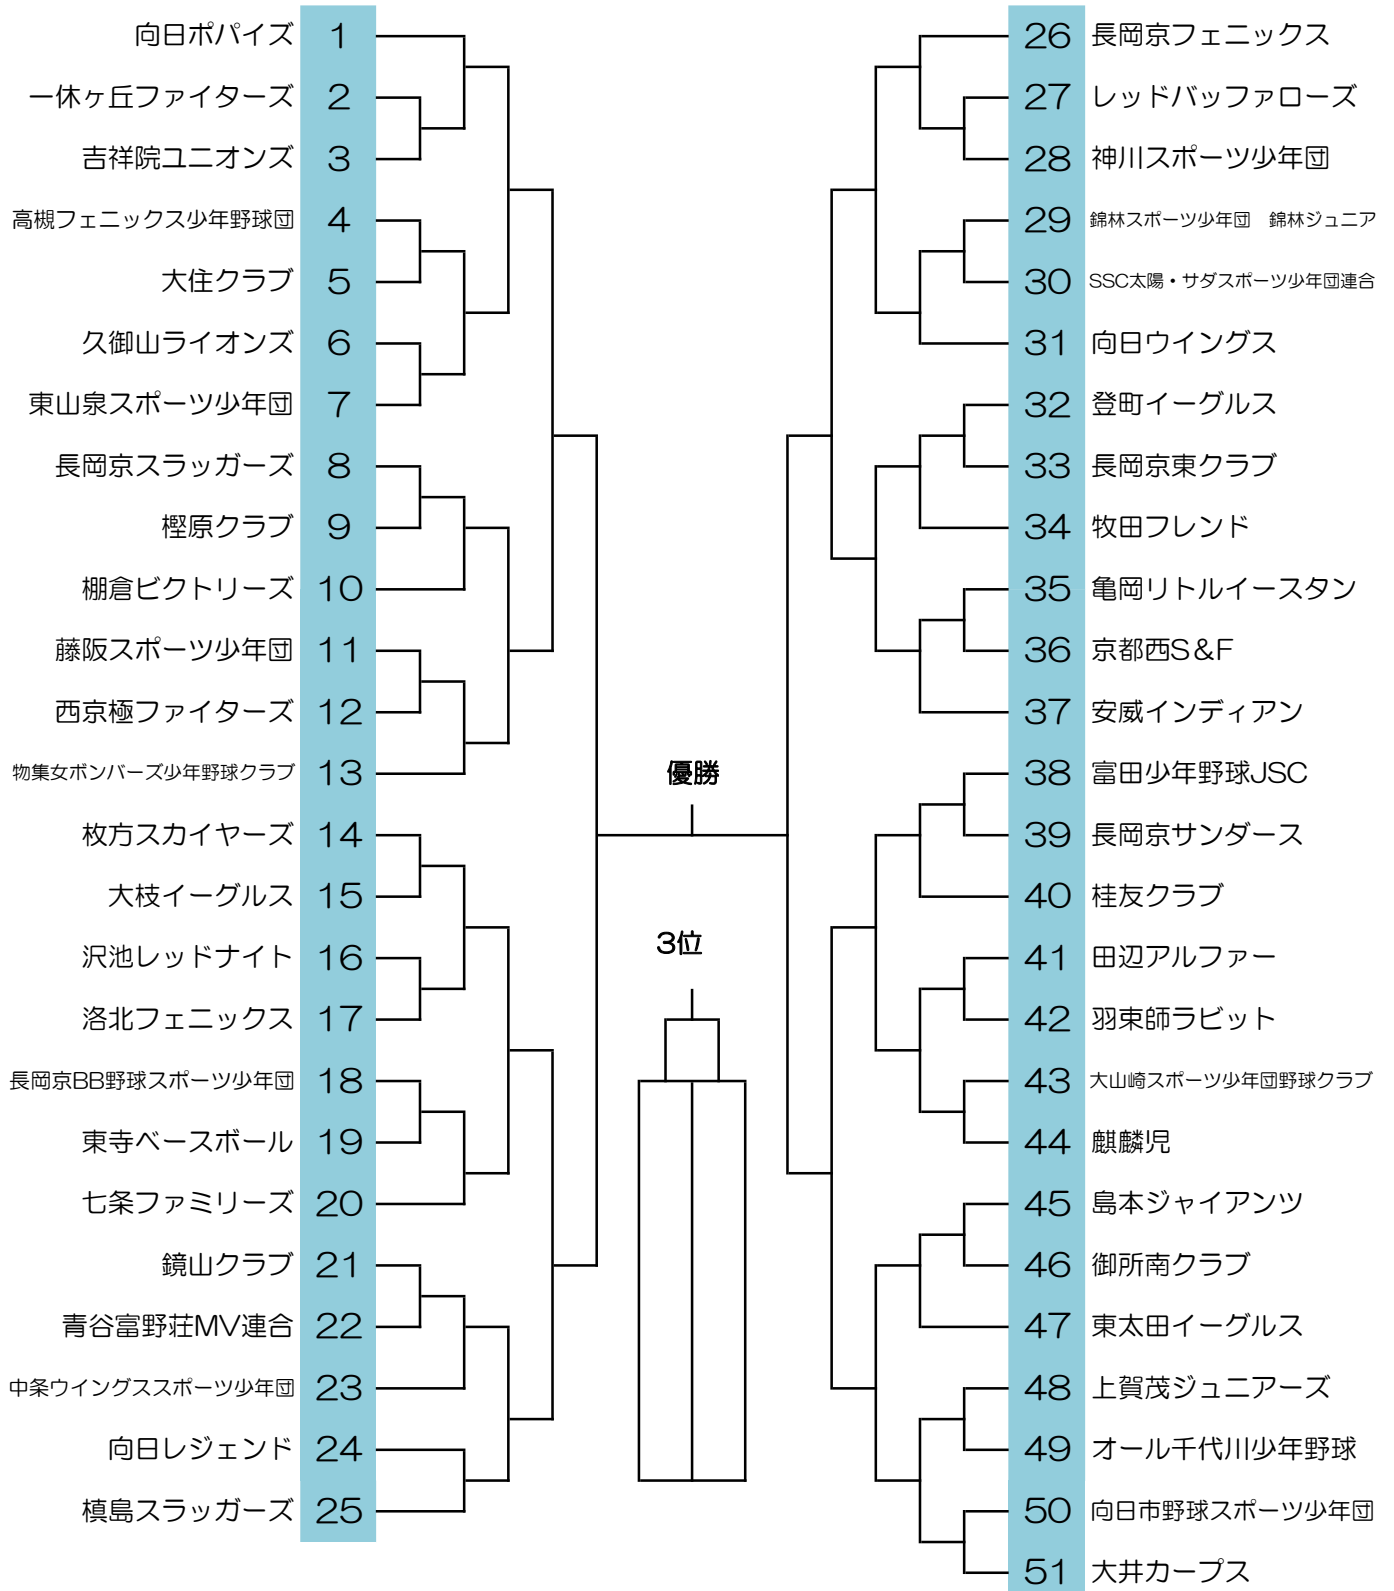 向日ポパイズ 1
一休ヶ丘ファイターズ 2
吉祥院ユニオンズ 3
高槻フェニックス少年野球団 4
大住クラブ 5
久御山ライオンズ 6
東山泉スポーツ少年団 7
長岡京スラッガーズ 8
樫原クラブ 9
棚倉ビクトリーズ 10
藤阪スポーツ少年団 11
西京極ファイターズ 12
物集女ボンバーズ少年野球クラブ 13
枚方スカイヤーズ 14
大枝イーグルス 15
沢池レッドナイト 16
洛北フェニックス 17
長岡京BB野球スポーツ少年団 18
東寺ベースボール 19
七条ファミリーズ 20
鏡山クラブ 21
青谷富野荘MV連合 22
中条ウイングススポーツ少年団 23
向日レジェンド 24
槙島スラッガーズ 25
優勝
3位
26 長岡京フェニックス
27 レッドバッファローズ
28 神川スポーツ少年団
29 錦林スポーツ少年団　錦林ジュニア
30 SSC太陽・サダスポーツ少年団連合
31 向日ウイングス
32 登町イーグルス
33 長岡京東クラブ
34 牧田フレンド
35 亀岡リトルイースタン
36 京都西S&F
37 安威インディアン
38 富田少年野球JSC
39 長岡京サンダース
40 桂友クラブ
41 田辺アルファー
42 羽束師ラビット
43 大山崎スポーツ少年団野球クラブ
44 麒麟児
45 島本ジャイアンツ
46 御所南クラブ
47 東太田イーグルス
48 上賀茂ジュニアーズ
49 オール千代川少年野球
50 向日市野球スポーツ少年団
51 大井カープス